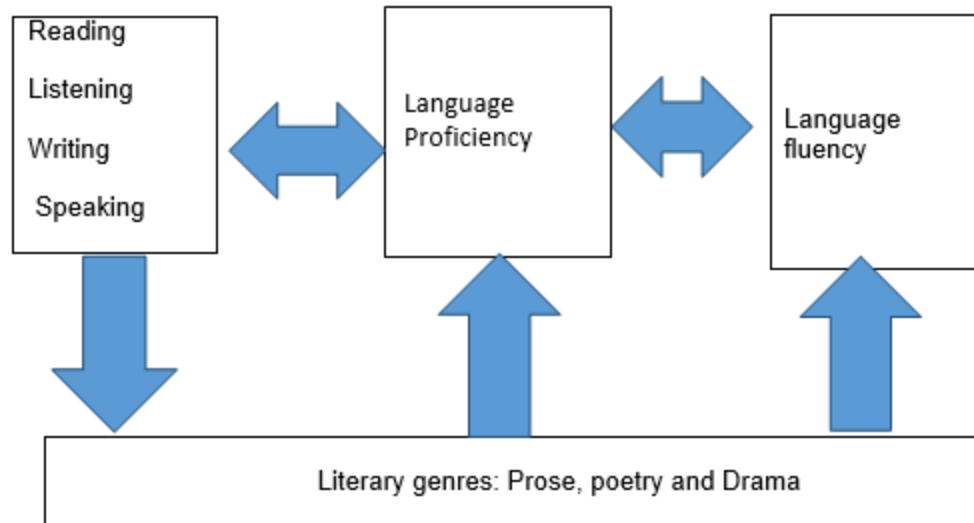 Reading
Listening
Writing
Speaking
Language
Proficiency
Language
fluency
Literary genres: Prose, poetry and Drama